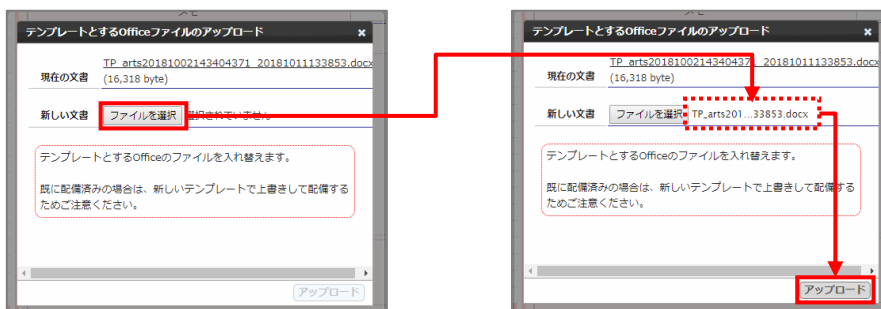 テンプレートとするOfficeファイルのアップロード ×
現在の文書 TP_arts20181002143404371_20181011133853.docx
(16,318 byte)
新しい文書 ファイルを選択 選択されていません
テンプレートとするOfficeのファイルを入れ替えます。
既に配備済みの場合は、新しいテンプレートで上書きして配備する
ためご注意ください。
アップロード
テンプレートとするOfficeファイルのアップロード ×
現在の文書 TP_arts20181002143404371_20181011133853.docx
(16,318 byte)
新しい文書 ファイルを選択 TP_arts201...33853.docx
テンプレートとするOfficeのファイルを入れ替えます。
既に配備済みの場合は、新しいテンプレートで上書きして配備する
ためご注意ください。
アップロード